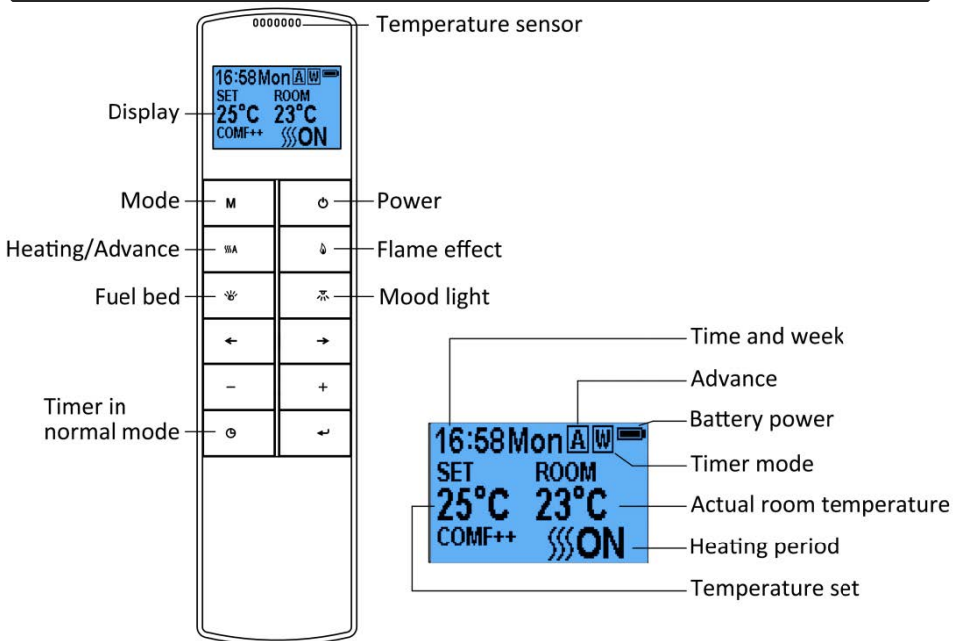 Temperature sensor
16:58Mon A W
SET ROOM
25°C 23°C
COMF++ ON
Display
Mode
M
Power
Heating/Advance
A
Flame effect
Fuel bed
Mood light
←
→
−
+
Timer in
normal mode
Time and week
Advance
Battery power
16:58Mon A W
SET ROOM
25°C 23°C
COMF++ ON
Timer mode
Actual room temperature
Heating period
Temperature set